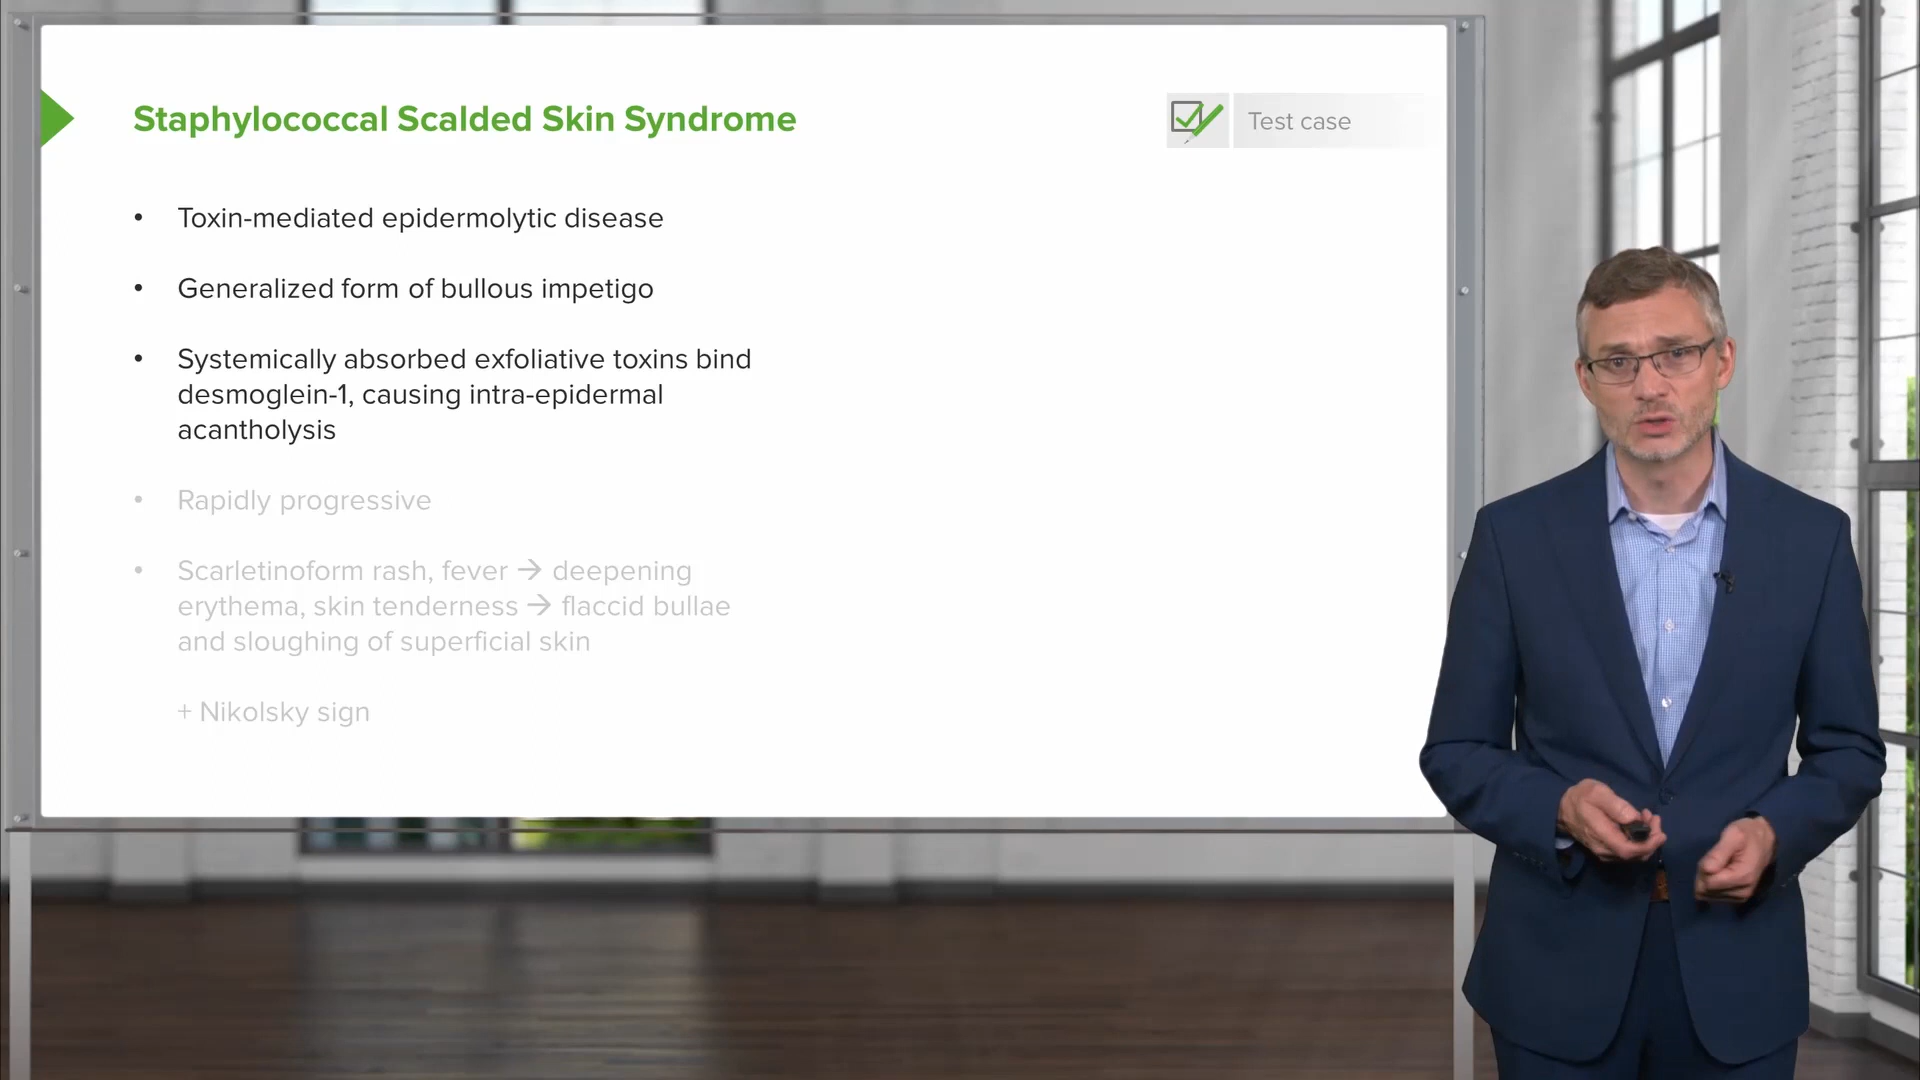 Staphylococcal Scalded Skin Syndrome
Test case
• Toxin-mediated epidermolytic disease
• Generalized form of bullous impetigo
• Systemically absorbed exfoliative toxins bind
desmoglein-1, causing intra-epidermal
acantholysis
• Rapidly progressive
• Scarletinoform rash, fever → deepening
erythema, skin tenderness → flaccid bullae
and sloughing of superficial skin
+ Nikolsky sign